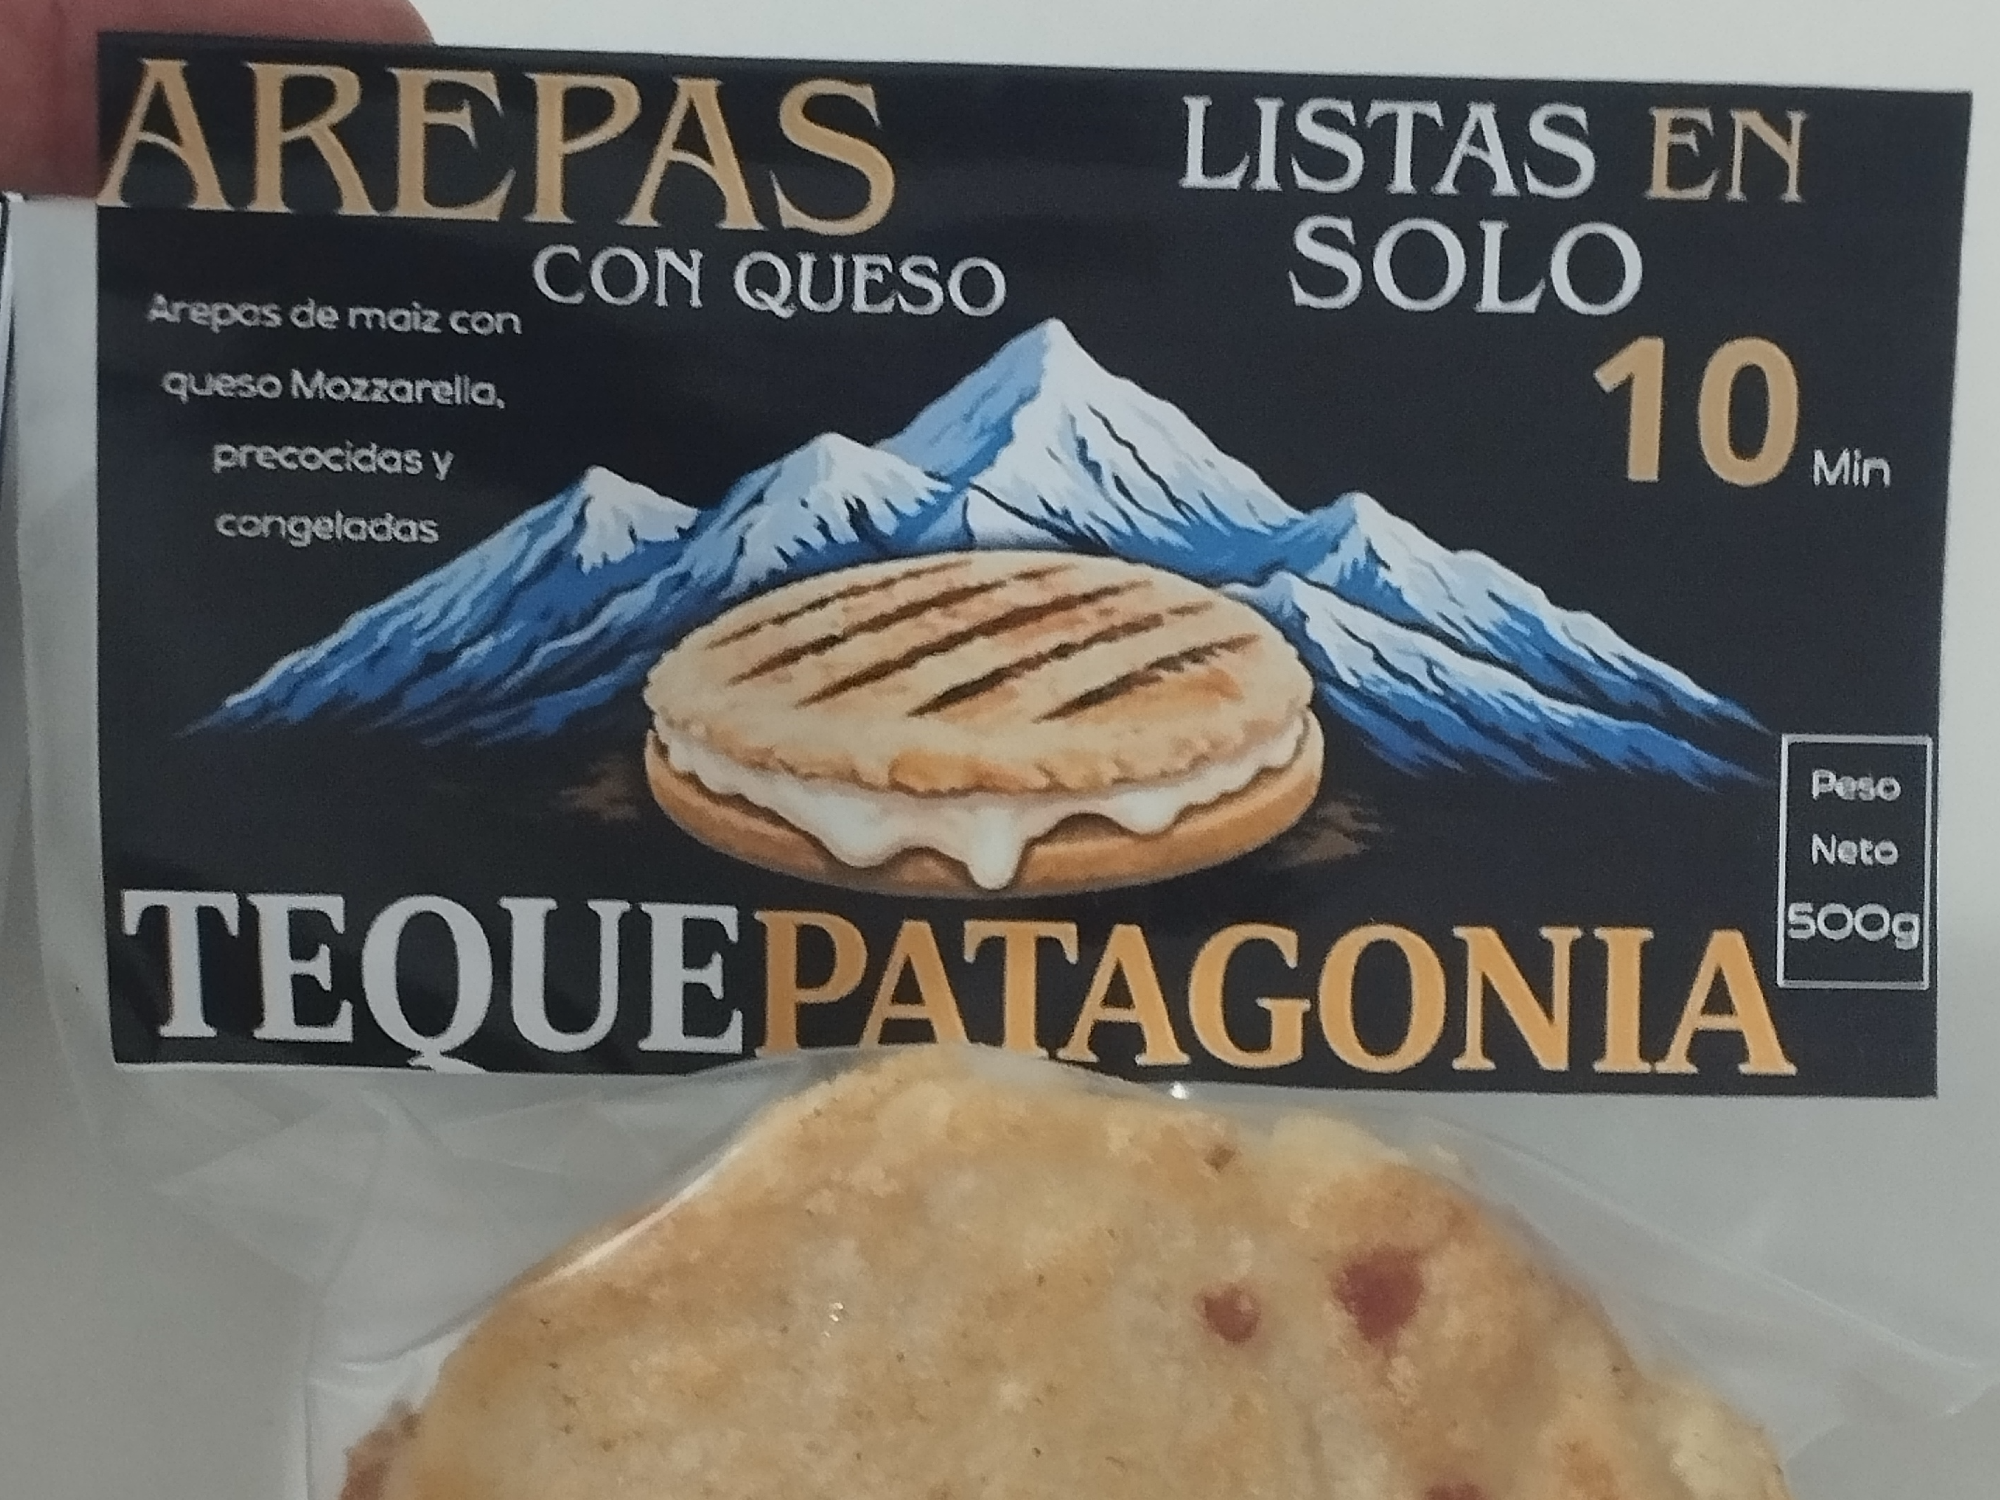 AREPAS
CON QUESO
Arepas de maiz con
queso Mozzarella,
precocidas y
congeladas
LISTAS EN
SOLO
10 Min
Peso
Neto
500g
TEQUEPATAGONIA